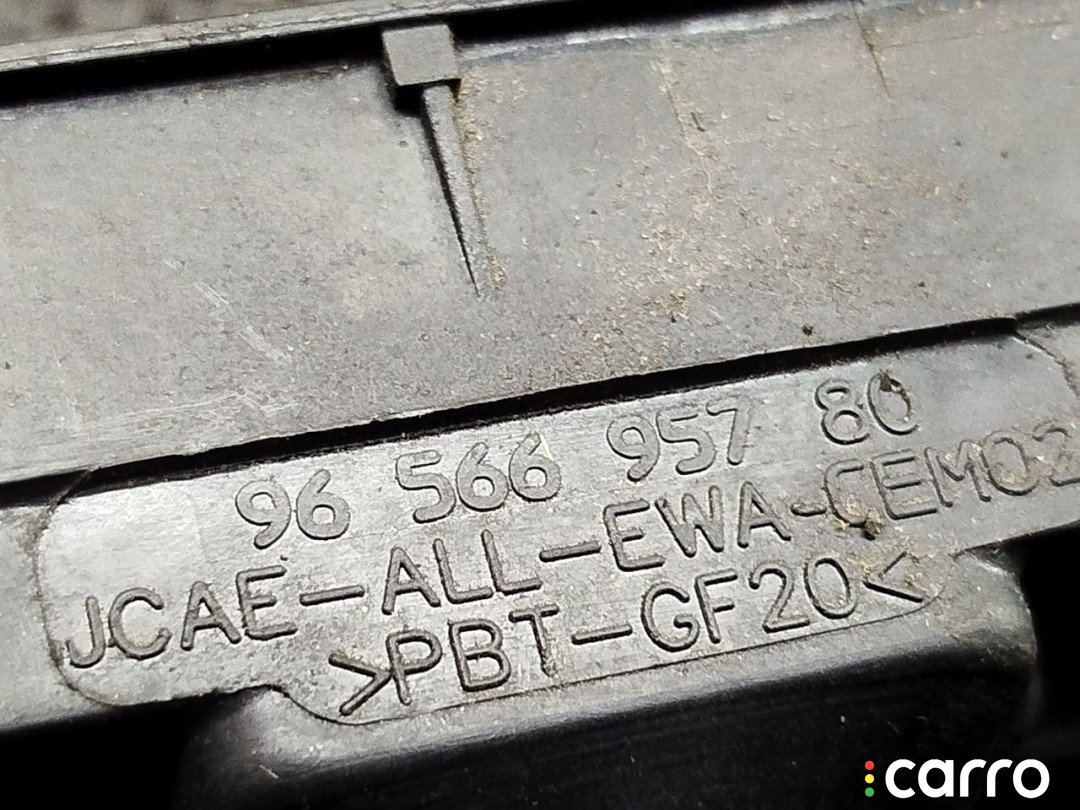 96 566 957 80
JCAE-ALL-EWA-CEM02
>PBT-GF20<
carro